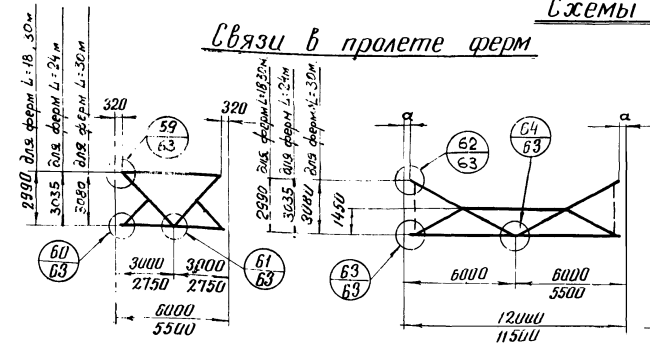 Схемы
Связи в пролете ферм
2990 для ферм L=18,30м
3035 для ферм L=24м
3080 для ферм L=30м
320
320
59
63
60
63
61
63
3000
3000
2750
2750
6000
5500
2990 для ферм L=18,30м.
3035 для ферм L=24м.
3080 для ферм L=30м.
1450
а
а
62
63
64
63
63
63
6000
6000
5500
12000
11500